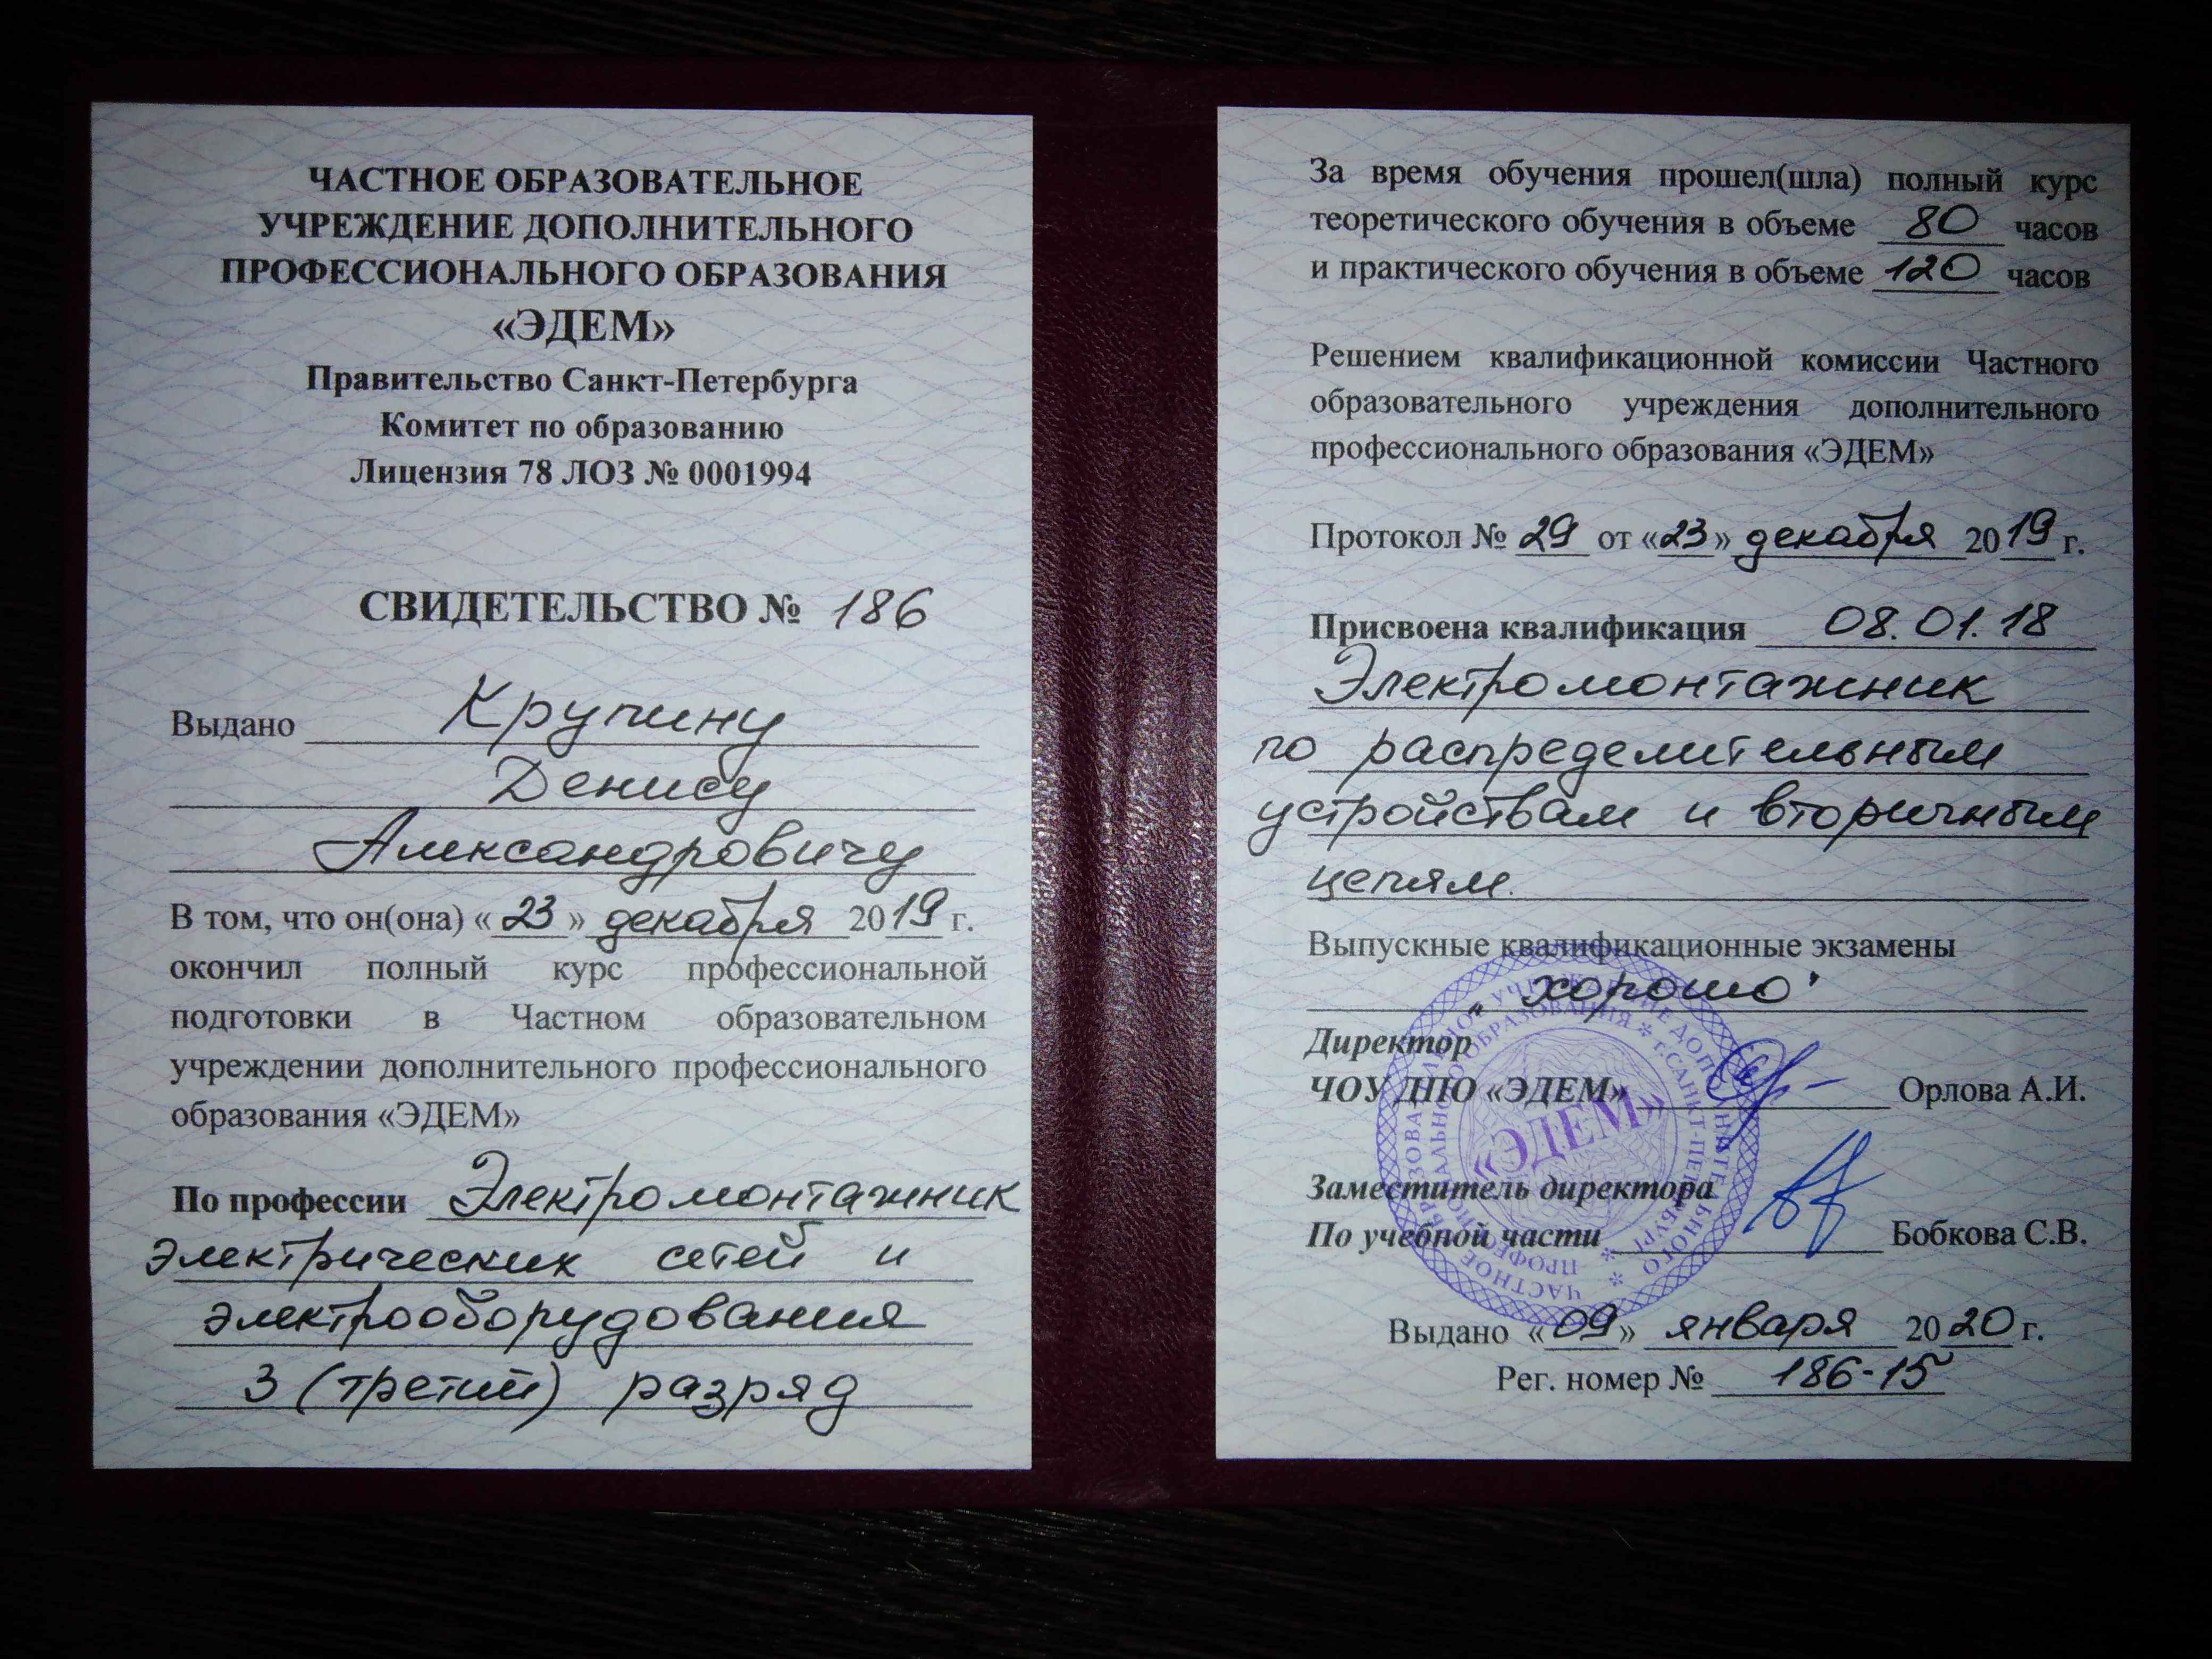 ЧАСТНОЕ ОБРАЗОВАТЕЛЬНОЕ
УЧРЕЖДЕНИЕ ДОПОЛНИТЕЛЬНОГО
ПРОФЕССИОНАЛЬНОГО ОБРАЗОВАНИЯ
«ЭДЕМ»
Правительство Санкт-Петербурга
Комитет по образованию
Лицензия 78 ЛОЗ № 0001994
СВИДЕТЕЛЬСТВО № 186
Выдано Крупину
Денису
Александровичу
В том, что он(она) «23» декабря 2019 г.
окончил полный курс профессиональной
подготовки в Частном образовательном
учреждении дополнительного профессионального
образования «ЭДЕМ»
По профессии Электромонтажник
электрических сетей и
электрооборудования
3 (третий) разряд
За время обучения прошел(шла) полный курс
теоретического обучения в объеме 80 часов
и практического обучения в объеме 120 часов
Решением квалификационной комиссии Частного
образовательного учреждения дополнительного
профессионального образования «ЭДЕМ»
Протокол № 29 от «23» декабря 2019 г.
Присвоена квалификация 08.01.18
Электромонтажник
по распределительным
устройствам и вторичным
цепям.
Выпускные квалификационные экзамены
„хорошо"
Директор
ЧОУ ДПО «ЭДЕМ» Орлова А.И.
Заместитель директора
По учебной части Бобкова С.В.
«ЭДЕМ»
Выдано «09» января 2020 г.
Рег. номер № 186-15